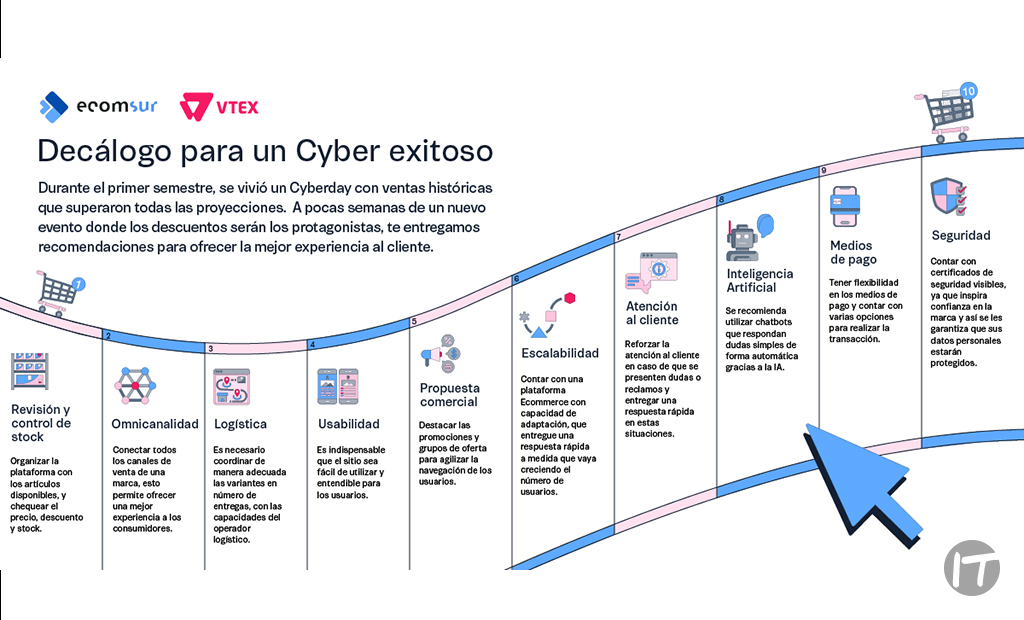 ecomsur
VTEX
Decálogo para un Cyber exitoso
Durante el primer semestre, se vivió un Cyberday con ventas históricas
que superaron todas las proyecciones. A pocas semanas de un nuevo
evento donde los descuentos serán los protagonistas, te entregamos
recomendaciones para ofrecer la mejor experiencia al cliente.
1
Revisión y
control de
stock
Organizar la
plataforma con
los artículos
disponibles, y
chequear el
precio, descuento
y stock.
2
Omnicanalidad
Conectar todos
los canales de
venta de una
marca, esto
permite ofrecer
una mejor
experiencia a los
consumidores.
3
Logística
Es necesario
coordinar de
manera adecuada
las variantes en
número de
entregas, con las
capacidades del
operador
logístico.
4
Usabilidad
Es indispensable
que el sitio sea
fácil de utilizar y
entendible para
los usuarios.
5
Propuesta
comercial
Destacar las
promociones y
grupos de oferta
para agilizar la
navegación de los
usuarios.
6
Escalabilidad
Contar con una
plataforma
Ecommerce con
capacidad de
adaptación, que
entregue una
respuesta rápida
a medida que vaya
creciendo el
número de
usuarios.
7
Atención
al cliente
Reforzar la
atención al cliente
en caso de que se
presenten dudas o
reclamos y
entregar una
respuesta rápida
en estas
situaciones.
8
Inteligencia
Artificial
Se recomienda
utilizar chatbots
que respondan
dudas simples de
forma automática
gracias a la IA.
9
Medios
de pago
Tener flexibilidad
en los medios de
pago y contar con
varias opciones
para realizar la
transacción.
10
Seguridad
Contar con
certificados de
seguridad visibles,
ya que inspira
confianza en la
marca y así se les
garantiza que sus
datos personales
estarán
protegidos.
IT